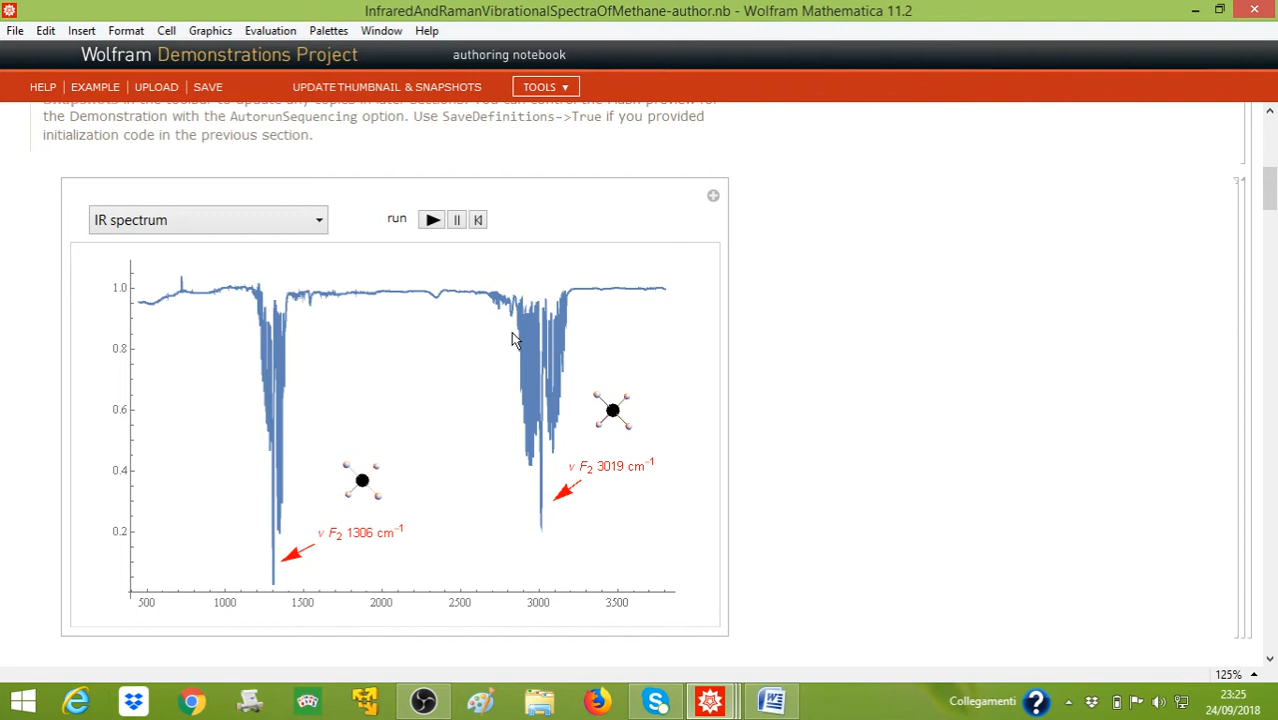 InfraredAndRamanVibrationalSpectraOfMethane-author.nb - Wolfram Mathematica 11.2
File Edit Insert Format Cell Graphics Evaluation Palettes Window Help
Wolfram Demonstrations Project authoring notebook
HELP | EXAMPLE | UPLOAD | SAVE UPDATE THUMBNAIL & SNAPSHOTS TOOLS ▼
the Demonstration with the AutorunSequencing option. Use SaveDefinitions->True if you provided
initialization code in the previous section.
IR spectrum run
1.0
0.8
0.6
0.4
ν F₂ 3019 cm⁻¹
0.2
ν F₂ 1306 cm⁻¹
500 1000 1500 2000 2500 3000 3500
125%
Collegamenti
23:25
24/09/2018